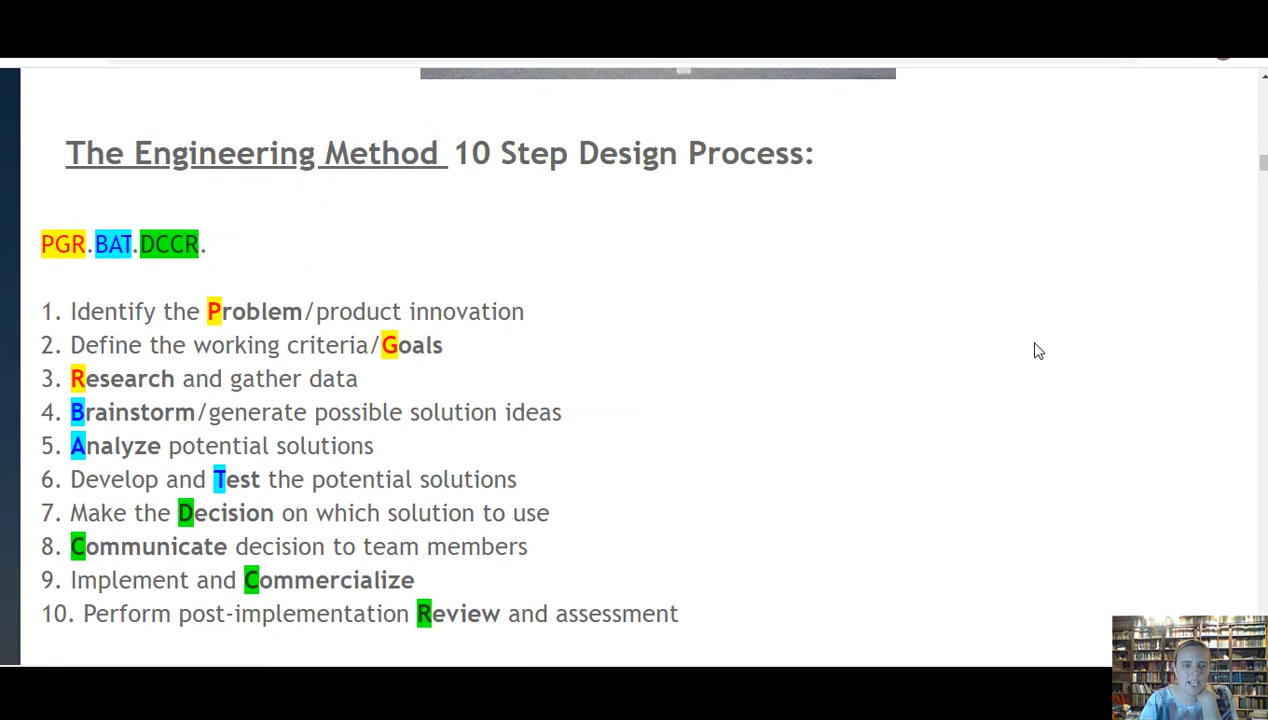 The Engineering Method 10 Step Design Process:
PGR.BAT.DCCR.
1. Identify the Problem/product innovation
2. Define the working criteria/Goals
3. Research and gather data
4. Brainstorm/generate possible solution ideas
5. Analyze potential solutions
6. Develop and Test the potential solutions
7. Make the Decision on which solution to use
8. Communicate decision to team members
9. Implement and Commercialize
10. Perform post-implementation Review and assessment